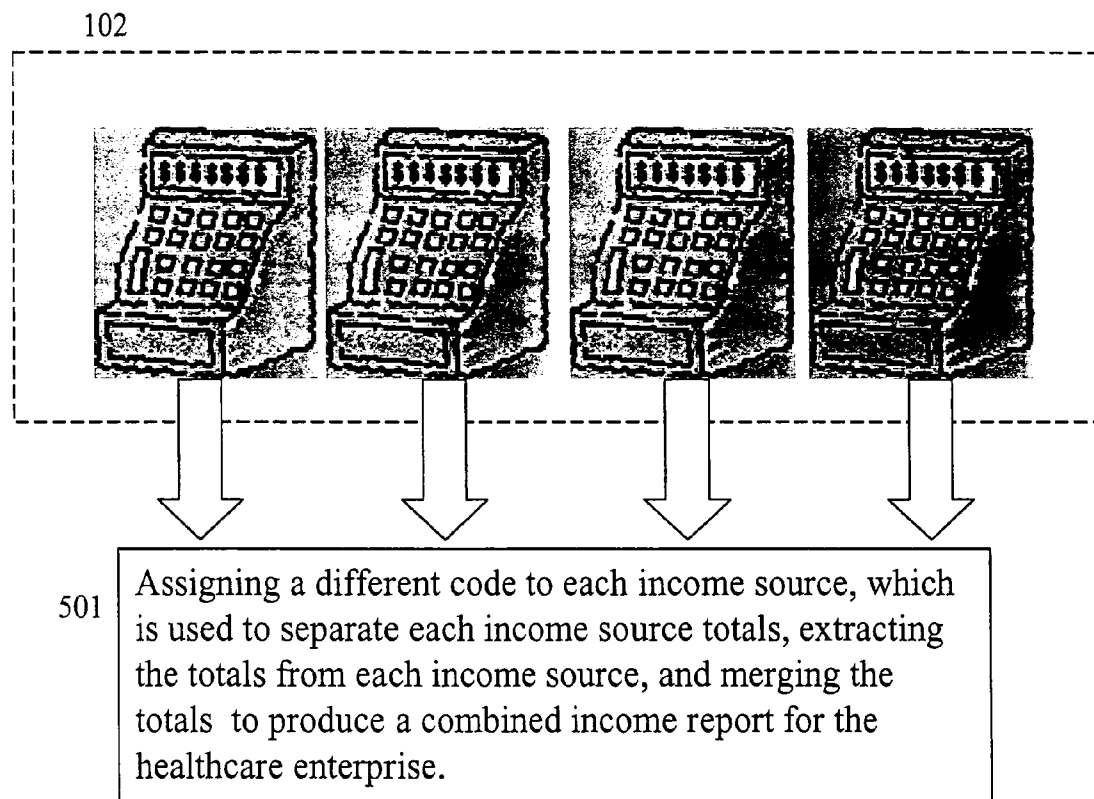 102
$$$$$$$
$$$$$$$
$$$$$$$
$$$$$$$
501
Assigning a different code to each income source, which
is used to separate each income source totals, extracting
the totals from each income source, and merging the
totals to produce a combined income report for the
healthcare enterprise.